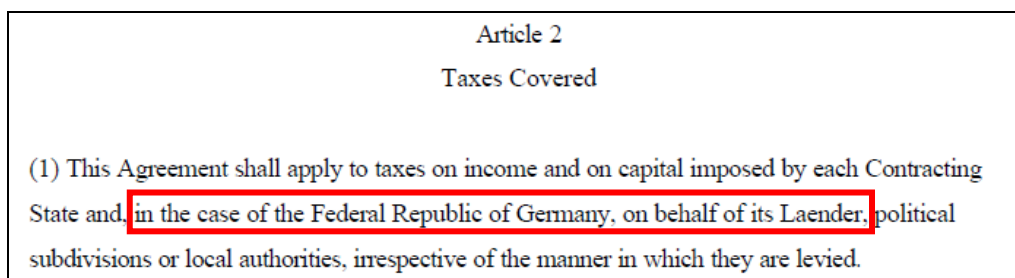 Article 2
Taxes Covered
(1) This Agreement shall apply to taxes on income and on capital imposed by each Contracting
State and, in the case of the Federal Republic of Germany, on behalf of its Laender, political
subdivisions or local authorities, irrespective of the manner in which they are levied.